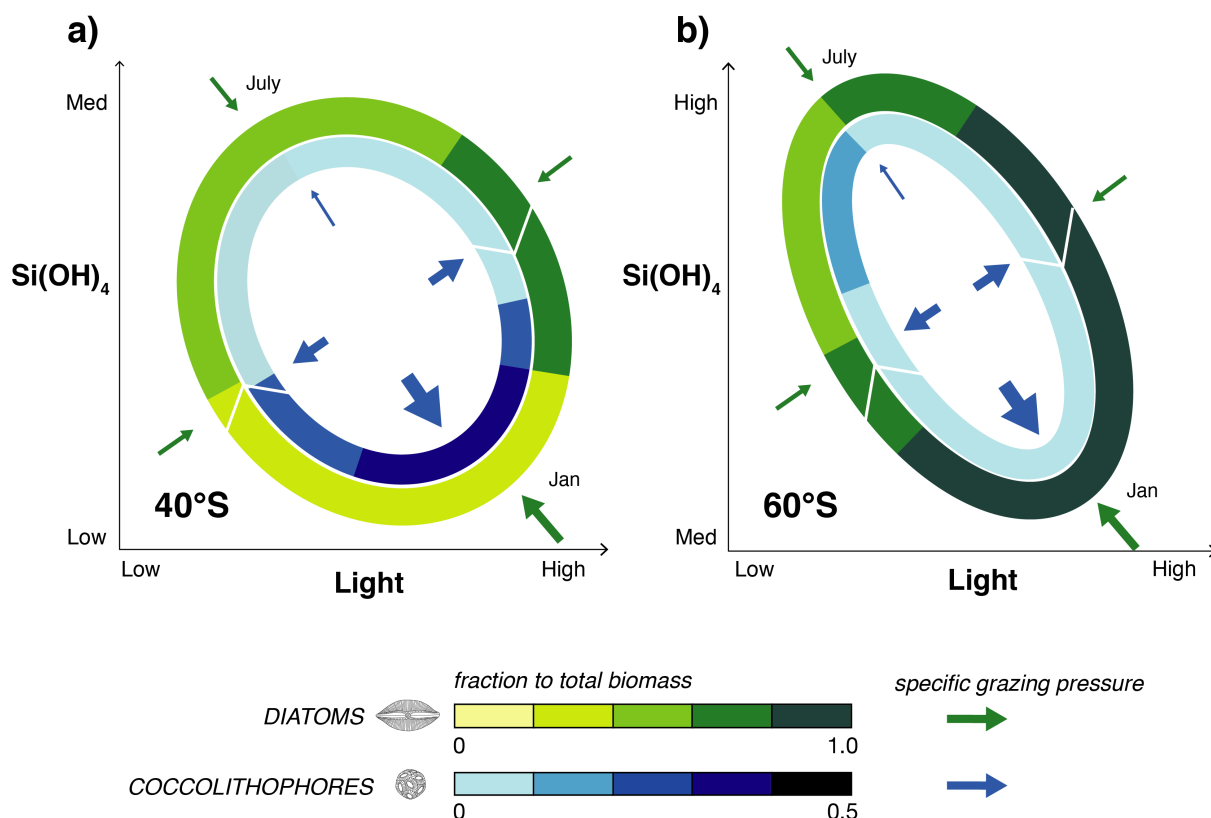 a)
July
Med
Si(OH)4
Jan
40°S
Low
Low
High
Light
b)
July
High
Si(OH)4
Jan
60°S
Med
Low
High
Light
fraction to total biomass
specific grazing pressure
DIATOMS
0
1.0
COCCOLITHOPHORES
0
0.5